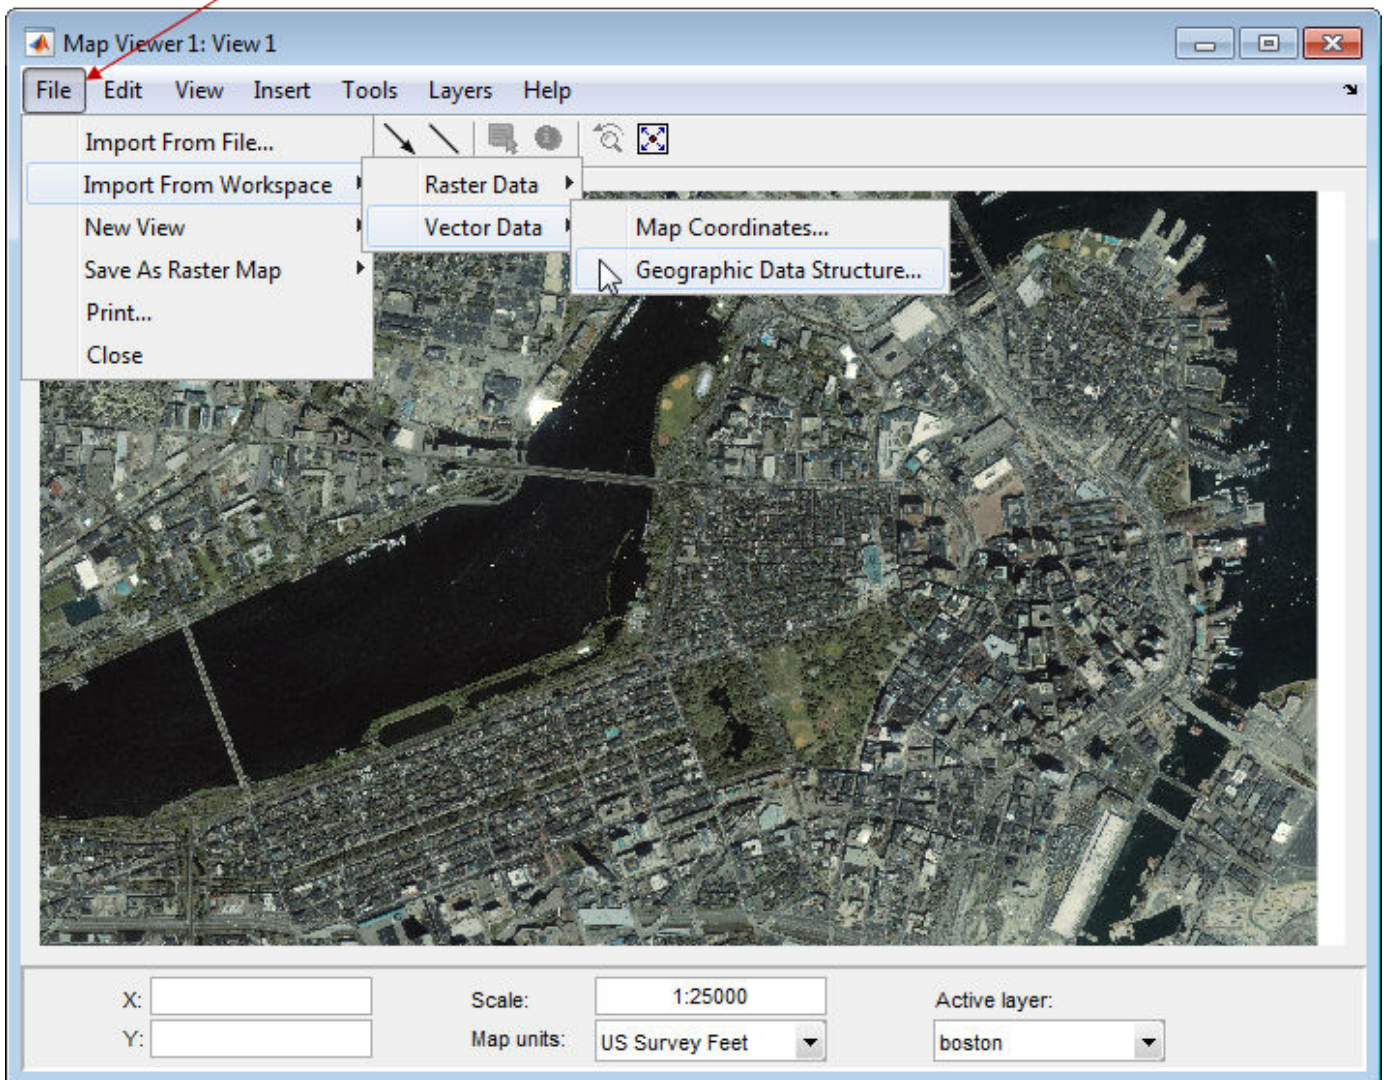 Map Viewer 1: View 1
File Edit View Insert Tools Layers Help
Import From File...
Import From Workspace
Raster Data
New View
Vector Data
Map Coordinates...
Save As Raster Map
Geographic Data Structure...
Print...
Close
X:
Scale:
1:25000
Active layer:
Y:
Map units:
US Survey Feet
boston